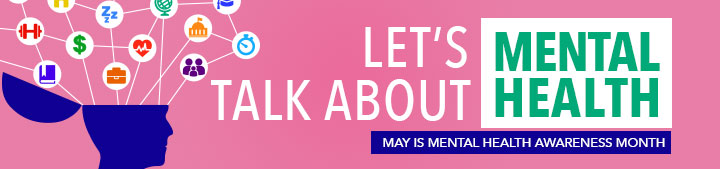 LET'S
TALK ABOUT
MENTAL
HEALTH
MAY IS MENTAL HEALTH AWARENESS MONTH